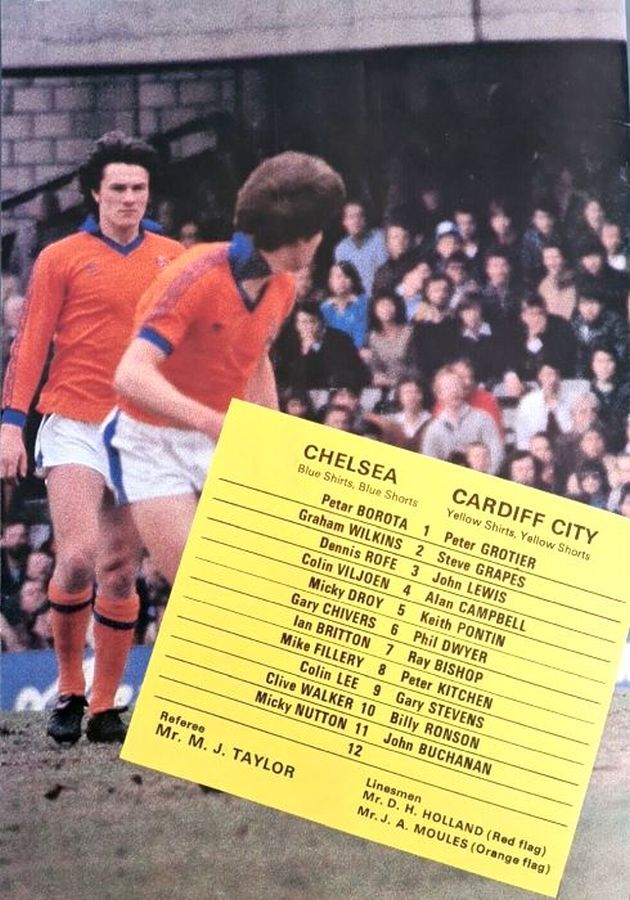 CHELSEA
Blue Shirts, Blue Shorts
CARDIFF CITY
Yellow Shirts, Yellow Shorts
Petar BOROTA 1 Peter GROTIER
Graham WILKINS 2 Steve GRAPES
Dennis ROFE 3 John LEWIS
Colin VILJOEN 4 Alan CAMPBELL
Micky DROY 5 Keith PONTIN
Gary CHIVERS 6 Phil DWYER
Ian BRITTON 7 Ray BISHOP
Mike FILLERY 8 Peter KITCHEN
Colin LEE 9 Gary STEVENS
Clive WALKER 10 Billy RONSON
Micky NUTTON 11 John BUCHANAN
12
Referee
Mr. M. J. TAYLOR
Linesmen
Mr. D. H. HOLLAND (Red flag)
Mr. J. A. MOULES (Orange flag)